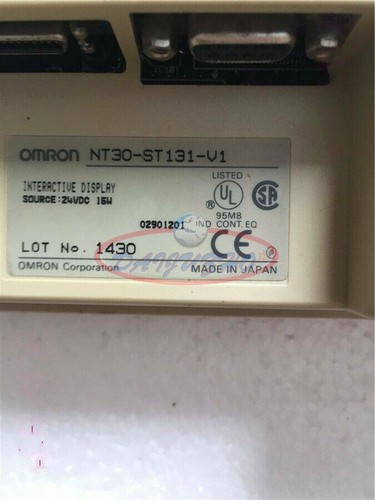 OMRON NT30-ST131-V1
INTERACTIVE DISPLAY
SOURCE:24VDC 15W
LISTED
UL
95M8
IND CONT.EQ
02901201
LOT No. 1430
CE
OMRON Corporation
MADE IN JAPAN